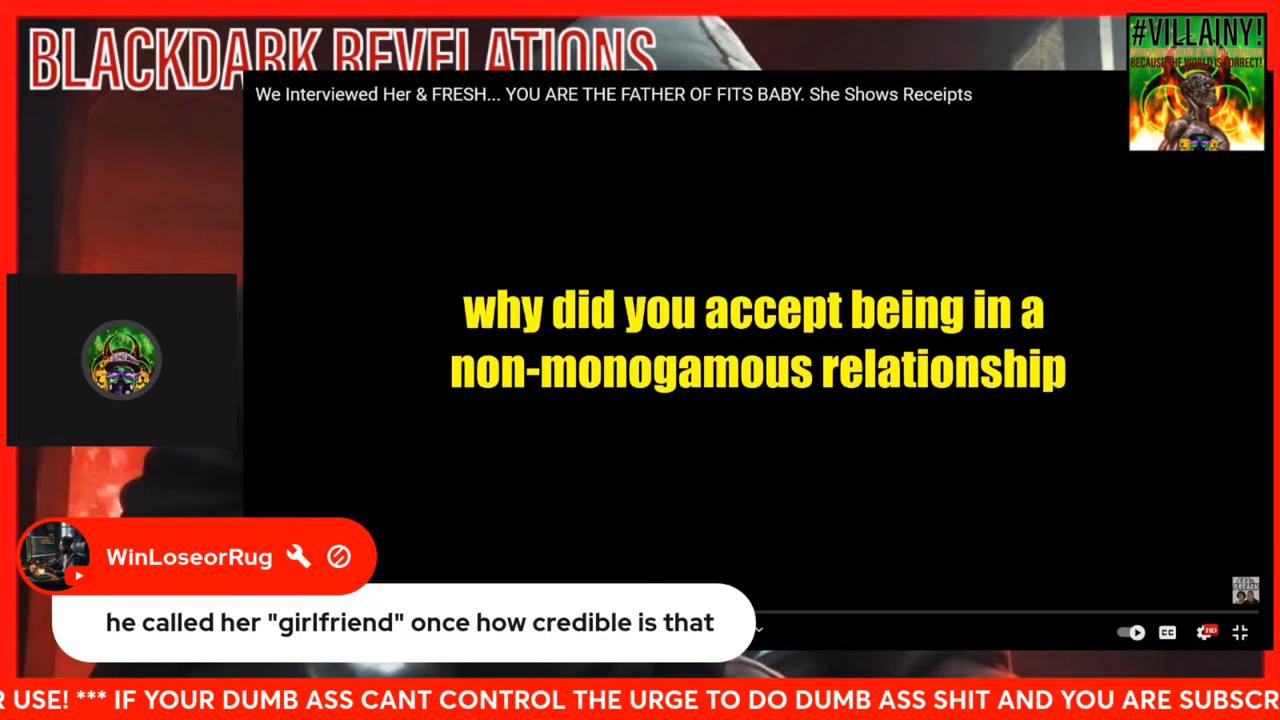 BLACKDARK REVELATIONS
#VILLAINY!
BECAUSE THE WORLD IS CORRECT!
We Interviewed Her & FRESH... YOU ARE THE FATHER OF FITS BABY. She Shows Receipts
why did you accept being in a
non-monogamous relationship
WinLoseorRug
he called her "girlfriend" once how credible is that
CC
HD
R USE! *** IF YOUR DUMB ASS CANT CONTROL THE URGE TO DO DUMB ASS SHIT AND YOU ARE SUBSCR